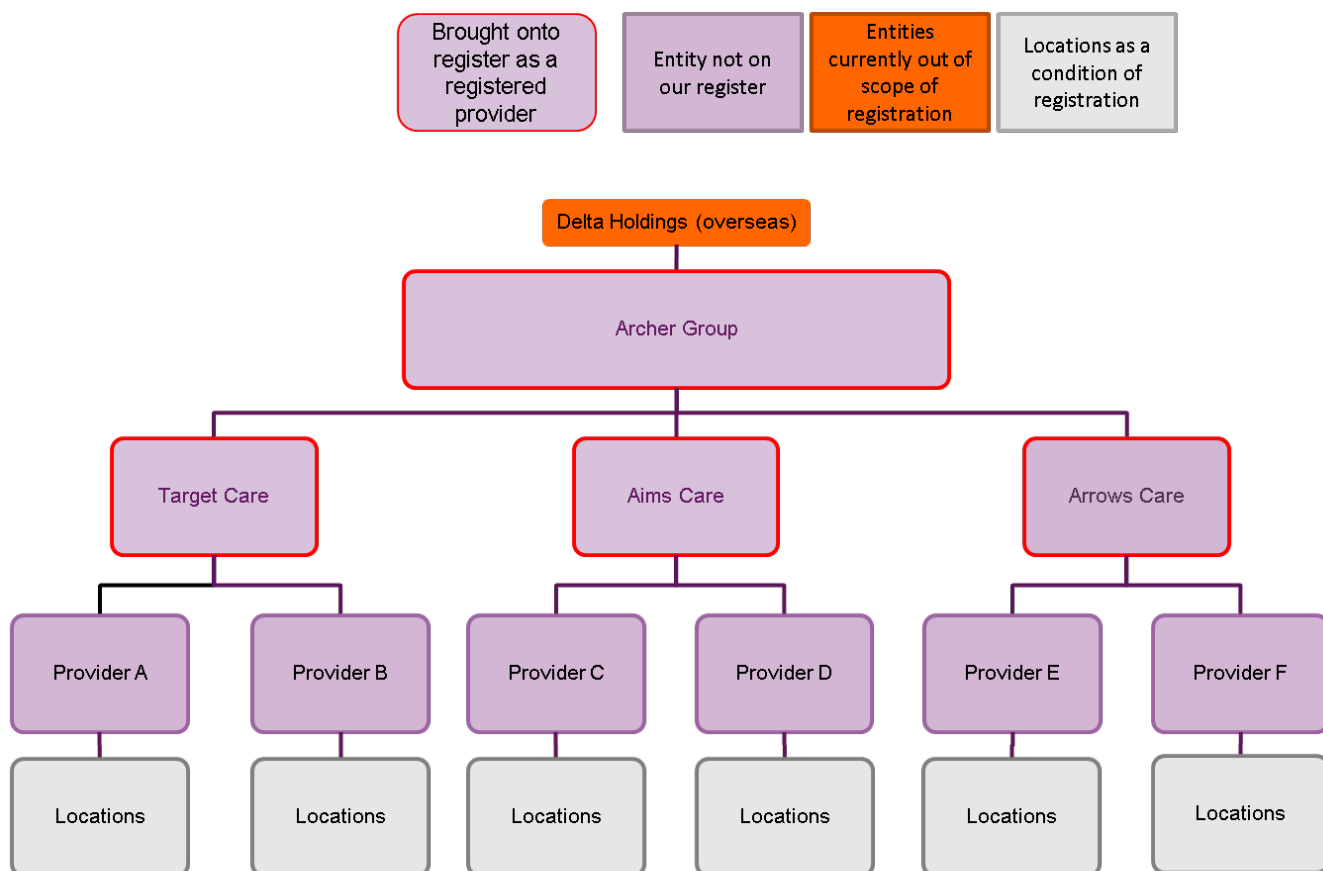 Brought onto
register as a
registered
provider
Entity not on
our register
Entities
currently out of
scope of
registration
Locations as a
condition of
registration
Delta Holdings (overseas)
Archer Group
Target Care
Aims Care
Arrows Care
Provider A
Provider B
Provider C
Provider D
Provider E
Provider F
Locations
Locations
Locations
Locations
Locations
Locations